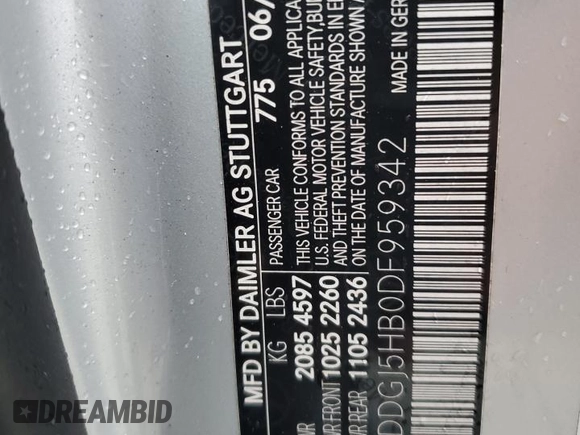 MFD BY DAIMLER AG STUTTGART
775 06/
KG LBS PASSENGER CAR
2085 4597 THIS VEHICLE CONFORMS TO ALL
FRONT 1025 2260 U.S. FEDERAL MOTOR VEHICLE SAFETY,
REAR 1105 2436 AND THEFT PREVENTION STANDARDS IN
ON THE DATE OF MANUFACTURE SHOWN
DDGJ5HB0DF959342 MADE IN GER
DREAMBID